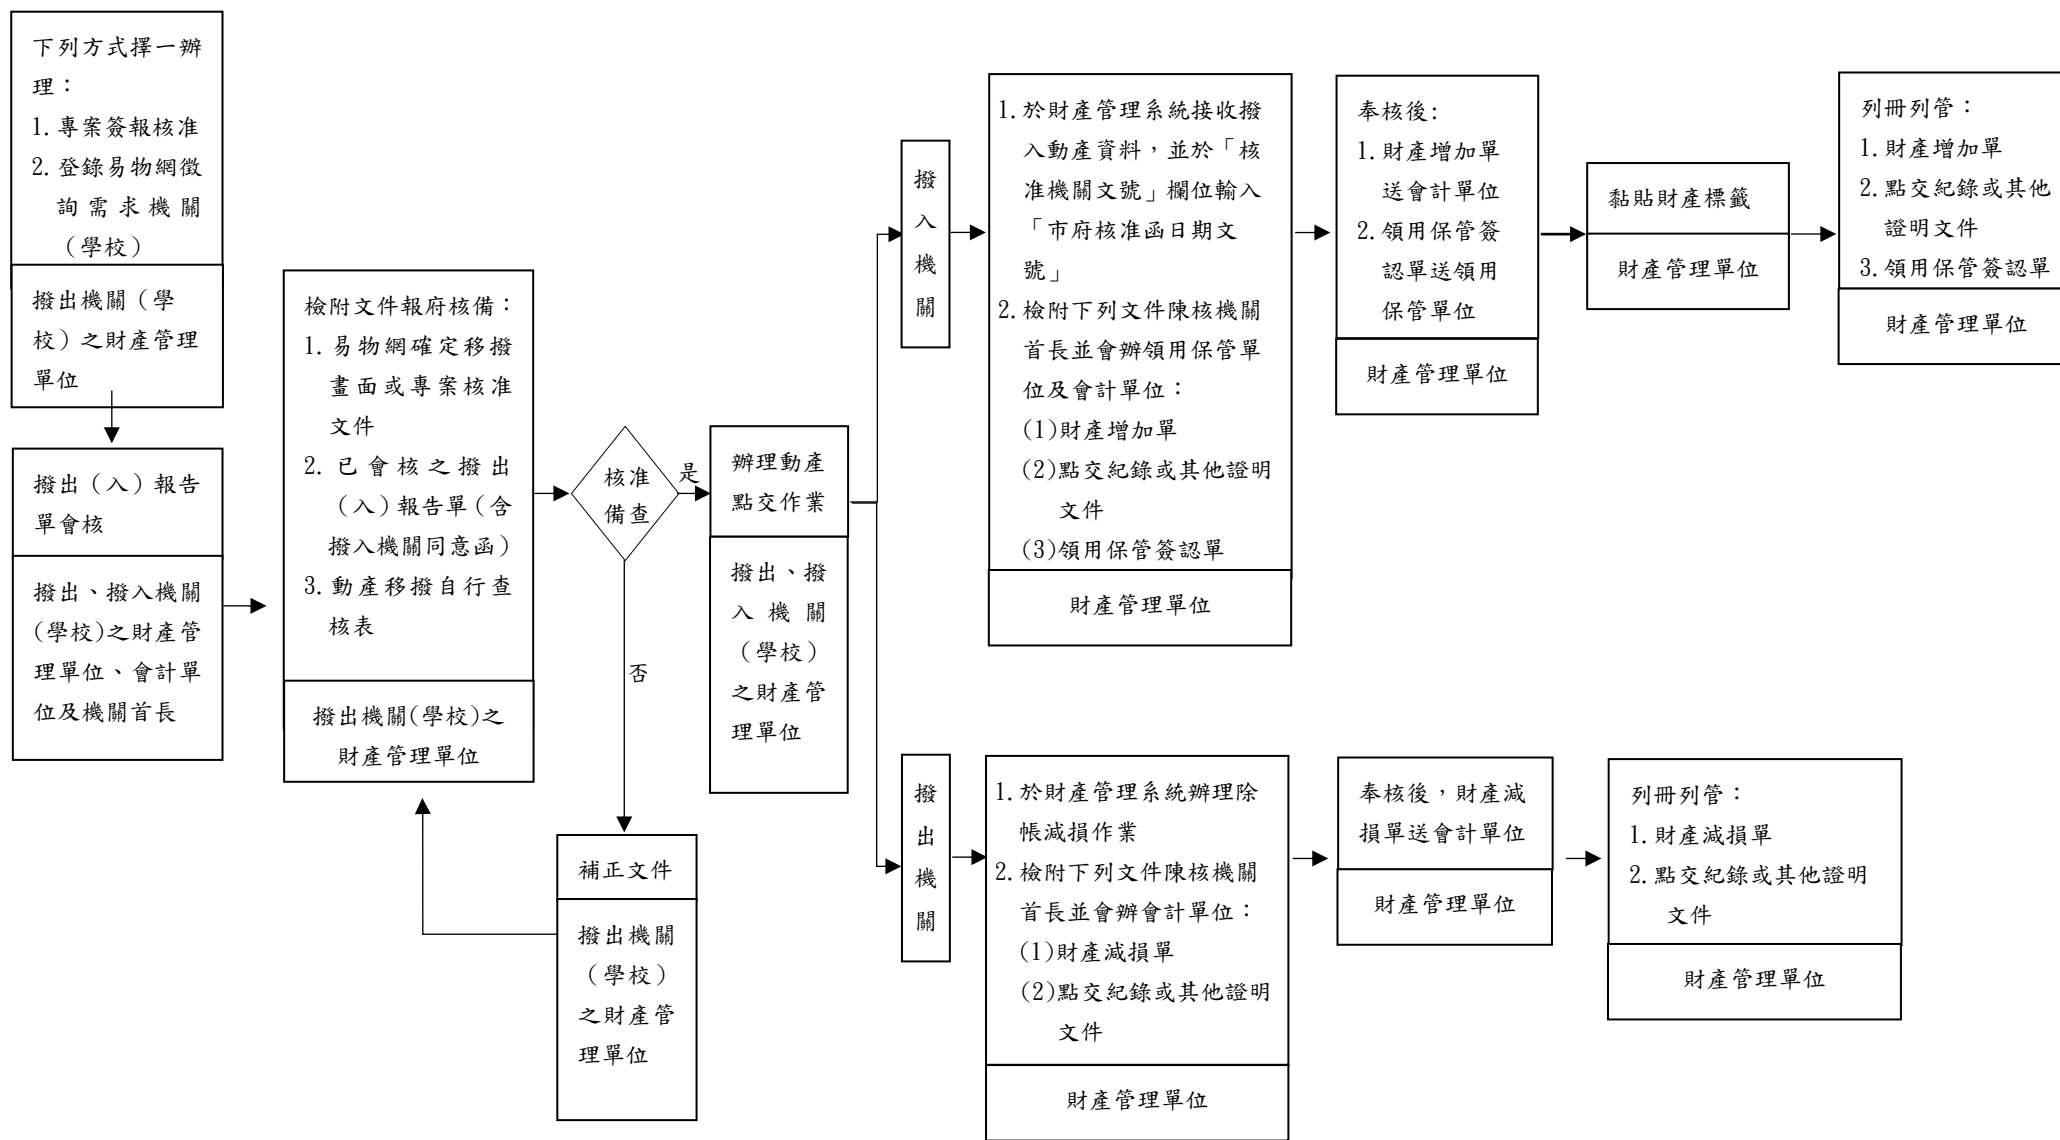 下列方式擇一辦
理：
1.專案簽報核准
2.登錄易物網徵
詢需求機關
（學校）
撥出機關（學
校）之財產管理
單位
撥出（入）報告
單會核
撥出、撥入機關
(學校)之財產管
理單位、會計單
位及機關首長
檢附文件報府核備：
1.易物網確定移撥
畫面或專案核准
文件
2.已會核之撥出
（入）報告單（含
撥入機關同意函）
3.動產移撥自行查
核表
撥出機關(學校)之
財產管理單位
核准
備查
是
否
補正文件
撥出機關
（學校）
之財產管
理單位
辦理動產
點交作業
撥出、撥
入機關
（學校）
之財產管
理單位
撥
入
機
關
1.於財產管理系統接收撥
入動產資料，並於「核
准機關文號」欄位輸入
「市府核准函日期文
號」
2.檢附下列文件陳核機關
首長並會辦領用保管單
位及會計單位：
(1)財產增加單
(2)點交紀錄或其他證明
文件
(3)領用保管簽認單
財產管理單位
奉核後:
1.財產增加單
送會計單位
2.領用保管簽
認單送領用
保管單位
財產管理單位
黏貼財產標籤
財產管理單位
列冊列管：
1.財產增加單
2.點交紀錄或其他
證明文件
3.領用保管簽認單
財產管理單位
撥
出
機
關
1.於財產管理系統辦理除
帳減損作業
2.檢附下列文件陳核機關
首長並會辦會計單位：
(1)財產減損單
(2)點交紀錄或其他證明
文件
財產管理單位
奉核後，財產減
損單送會計單位
財產管理單位
列冊列管：
1.財產減損單
2.點交紀錄或其他證明
文件
財產管理單位